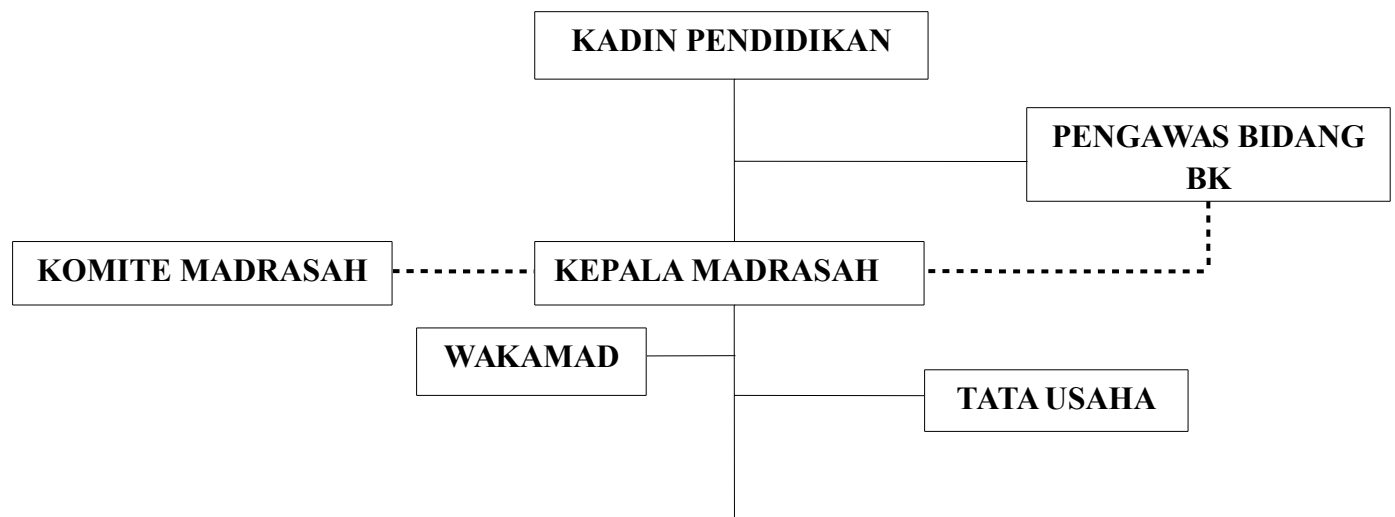 KADIN PENDIDIKAN
PENGAWAS BIDANG
BK
KOMITE MADRASAH
KEPALA MADRASAH
WAKAMAD
TATA USAHA